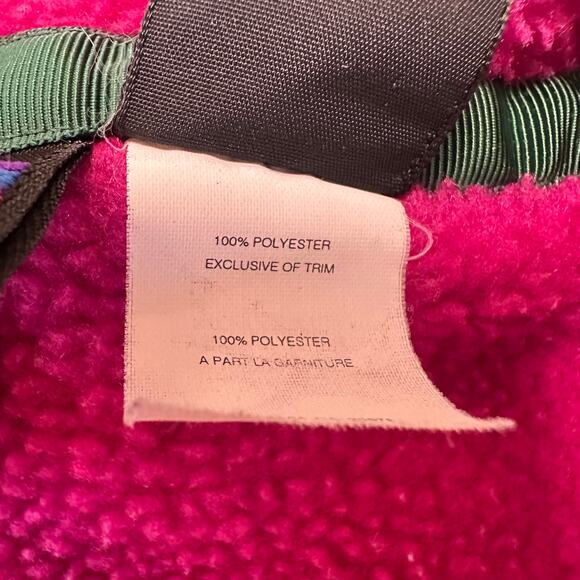 100% POLYESTER
EXCLUSIVE OF TRIM
100% POLYESTER
A PART LA GARNITURE